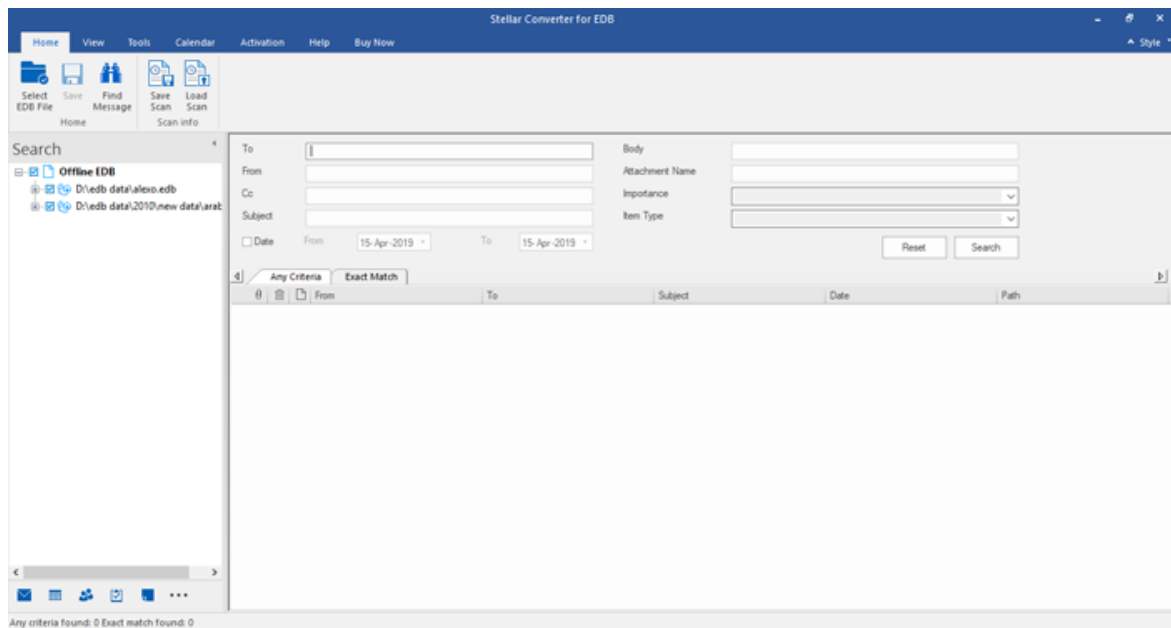 Stellar Converter for EDB
Home View Tools Calendar Activation Help Buy Now Style
Select EDB File
Save
Find Message
Save Scan
Load Scan
Home
Scan info
Search
Offline EDB
D:\edb data\alexo.edb
D:\edb data\2010\new data\arab
To
From
Cc
Subject
Date From 15-Apr-2019 To 15-Apr-2019
Body
Attachment Name
Importance
Item Type
Reset Search
Any Criteria Exact Match
From To Subject Date Path
Any criteria found: 0 Exact match found: 0